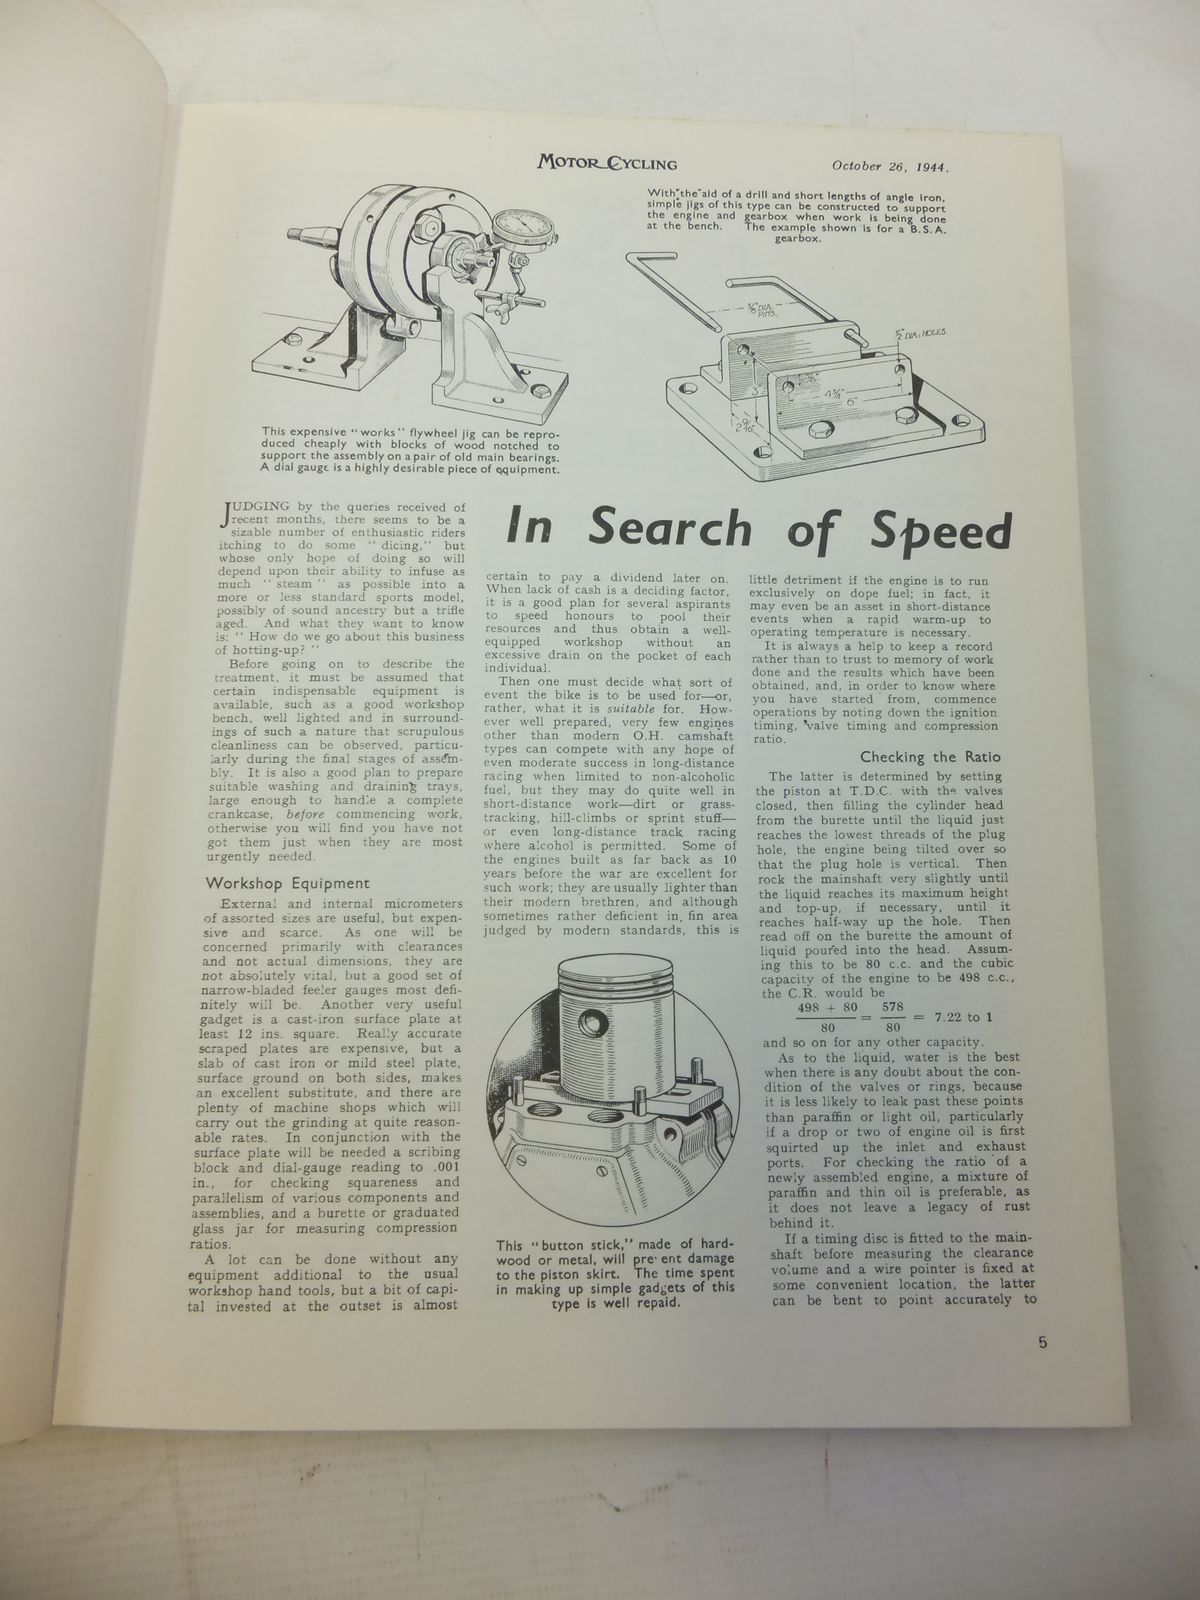 MOTOR CYCLING
October 26, 1944.
With the aid of a drill and short lengths of angle iron,
simple jigs of this type can be constructed to support
the engine and gearbox when work is being done
at the bench. The example shown is for a B.S.A.
gearbox.
DIA. PINS.
½" DIA. HOLES.
3"
4¾"
6"
2 9/16"
This expensive "works" flywheel jig can be repro-
duced cheaply with blocks of wood notched to
support the assembly on a pair of old main bearings.
A dial gauge is a highly desirable piece of equipment.
In Search of Speed
JUDGING by the queries received of
recent months, there seems to be a
sizable number of enthusiastic riders
itching to do some "dicing," but
whose only hope of doing so will
depend upon their ability to infuse as
much "steam" as possible into a
more or less standard sports model,
possibly of sound ancestry but a trifle
aged. And what they want to know
is: "How do we go about this business
of hotting-up?"
Before going on to describe the
treatment, it must be assumed that
certain indispensable equipment is
available, such as a good workshop
bench, well lighted and in surround-
ings of such a nature that scrupulous
cleanliness can be observed, particu-
larly during the final stages of assem-
bly. It is also a good plan to prepare
suitable washing and draining trays,
large enough to handle a complete
crankcase, before commencing work,
otherwise you will find you have not
got them just when they are most
urgently needed.
Workshop Equipment
External and internal micrometers
of assorted sizes are useful, but expen-
sive and scarce. As one will be
concerned primarily with clearances
and not actual dimensions, they are
not absolutely vital, but a good set of
narrow-bladed feeler gauges most defi-
nitely will be. Another very useful
gadget is a cast-iron surface plate at
least 12 ins. square. Really accurate
scraped plates are expensive, but a
slab of cast iron or mild steel plate,
surface ground on both sides, makes
an excellent substitute, and there are
plenty of machine shops which will
carry out the grinding at quite reason-
able rates. In conjunction with the
surface plate will be needed a scribing
block and dial-gauge reading to .001
in., for checking squareness and
parallelism of various components and
assemblies, and a burette or graduated
glass jar for measuring compression
ratios.
A lot can be done without any
equipment additional to the usual
workshop hand tools, but a bit of capi-
tal invested at the outset is almost
certain to pay a dividend later on.
When lack of cash is a deciding factor,
it is a good plan for several aspirants
to speed honours to pool their
resources and thus obtain a well-
equipped workshop without an
excessive drain on the pocket of each
individual.
Then one must decide what sort of
event the bike is to be used for—or,
rather, what it is suitable for. How-
ever well prepared, very few engines
other than modern O.H. camshaft
types can compete with any hope of
even moderate success in long-distance
racing when limited to non-alcoholic
fuel, but they may do quite well in
short-distance work—dirt or grass-
tracking, hill-climbs or sprint stuff—
or even long-distance track racing
where alcohol is permitted. Some of
the engines built as far back as 10
years before the war are excellent for
such work; they are usually lighter than
their modern brethren, and although
sometimes rather deficient in fin area
judged by modern standards, this is
This "button stick," made of hard-
wood or metal, will prevent damage
to the piston skirt. The time spent
in making up simple gadgets of this
type is well repaid.
little detriment if the engine is to run
exclusively on dope fuel; in fact, it
may even be an asset in short-distance
events when a rapid warm-up to
operating temperature is necessary.
It is always a help to keep a record
rather than to trust to memory of work
done and the results which have been
obtained, and, in order to know where
you have started from, commence
operations by noting down the ignition
timing, valve timing and compression
ratio.
Checking the Ratio
The latter is determined by setting
the piston at T.D.C. with the valves
closed, then filling the cylinder head
from the burette until the liquid just
reaches the lowest threads of the plug
hole, the engine being tilted over so
that the plug hole is vertical. Then
rock the mainshaft very slightly until
the liquid reaches its maximum height
and top-up, if necessary, until it
reaches half-way up the hole. Then
read off on the burette the amount of
liquid poured into the head. Assum-
ing this to be 80 c.c. and the cubic
capacity of the engine to be 498 c.c.,
the C.R. would be
498 + 80 578
= = 7.22 to 1
80 80
and so on for any other capacity.
As to the liquid, water is the best
when there is any doubt about the con-
dition of the valves or rings, because
it is less likely to leak past these points
than paraffin or light oil, particularly
if a drop or two of engine oil is first
squirted up the inlet and exhaust
ports. For checking the ratio of a
newly assembled engine, a mixture of
paraffin and thin oil is preferable, as
it does not leave a legacy of rust
behind it.
If a timing disc is fitted to the main-
shaft before measuring the clearance
volume and a wire pointer is fixed at
some convenient location, the latter
can be bent to point accurately to
5